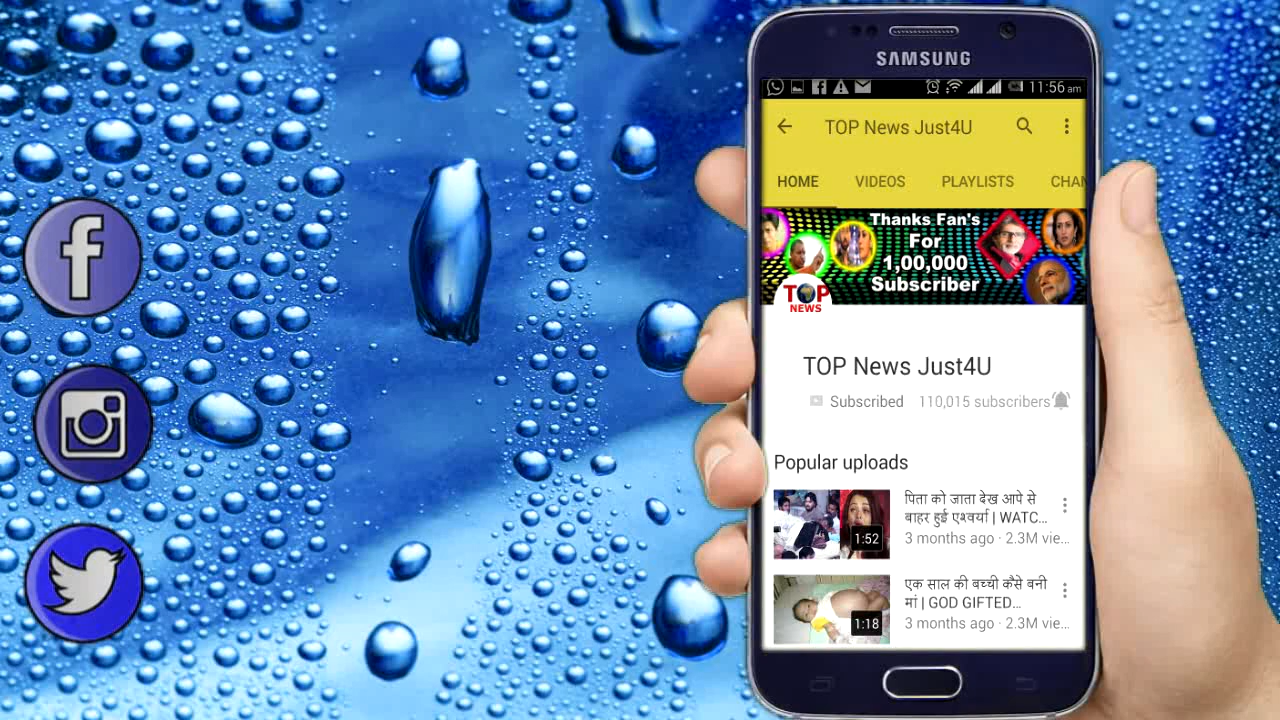 SAMSUNG
11:56 am
TOP News Just4U
HOME VIDEOS PLAYLISTS CHAN
Thanks Fan's
For
1,00,000
Subscriber
TOP
NEWS
TOP News Just4U
Subscribed 110,015 subscribers
Popular uploads
पिता को जाता देख आपे से
बाहर हुई एश्वर्या | WATC...
3 months ago · 2.3M vie...
1:52
एक साल की बच्ची कैसे बनी
मां | GOD GIFTED...
3 months ago · 2.3M vie...
1:18